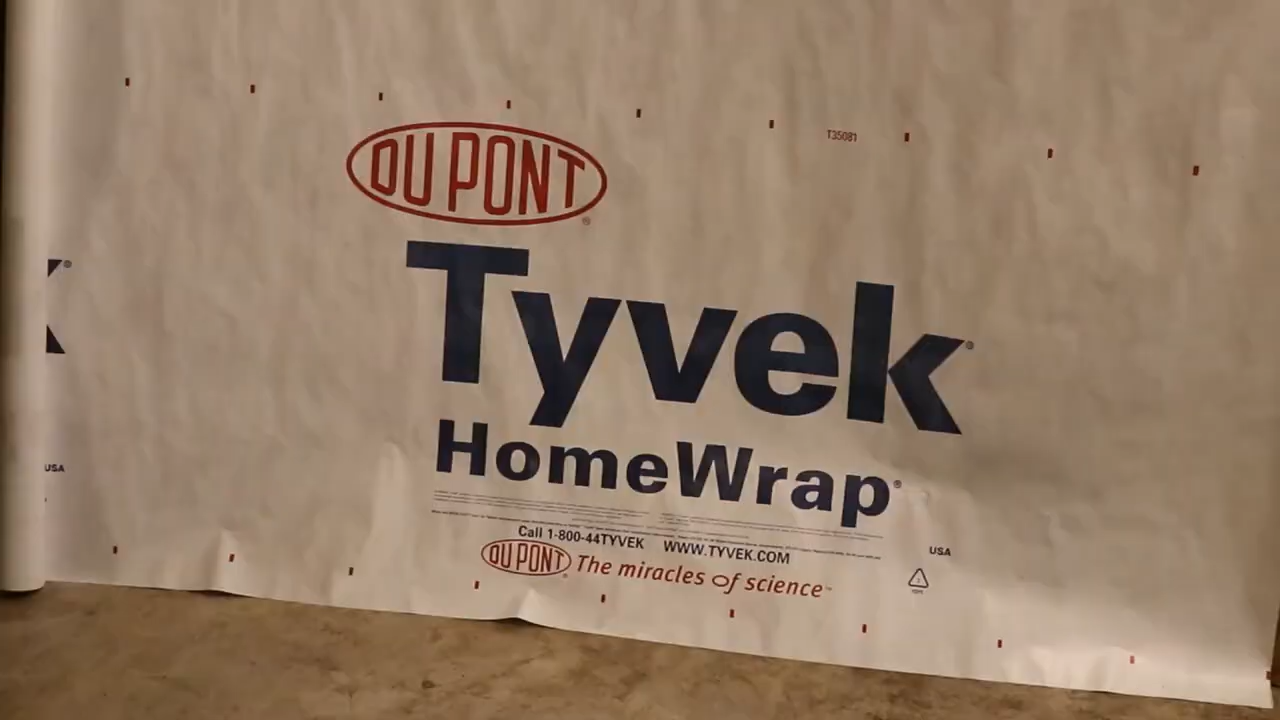 T35081
DU PONT®
Tyvek®
k®
HomeWrap®
USA
Call 1-800-44TYVEK WWW.TYVEK.COM
USA
DU PONT® The miracles of science™